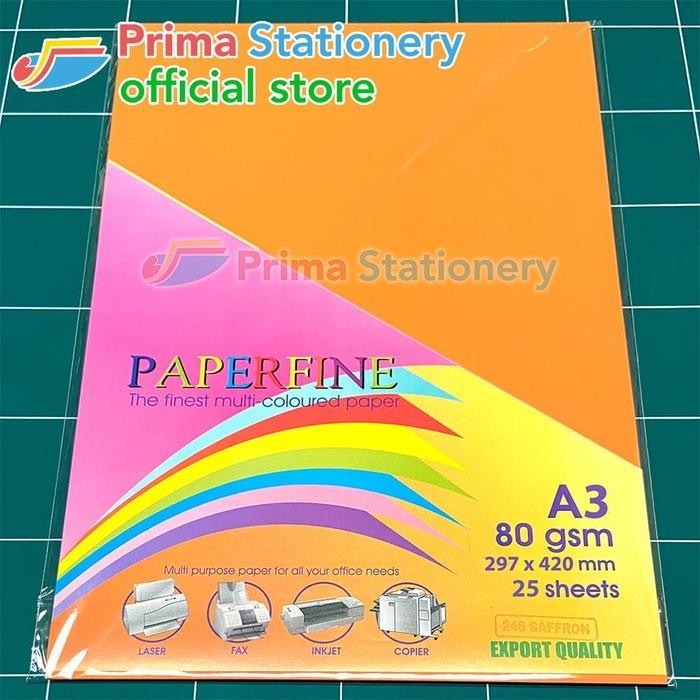 Prima Stationery
official store
Prima Stationery
PAPERFINE
The finest multi-coloured paper
A3
80 gsm
297 x 420 mm
25 sheets
Multi purpose paper for all your office needs
LASER
FAX
INKJET
COPIER
246 SAFFRON
EXPORT QUALITY